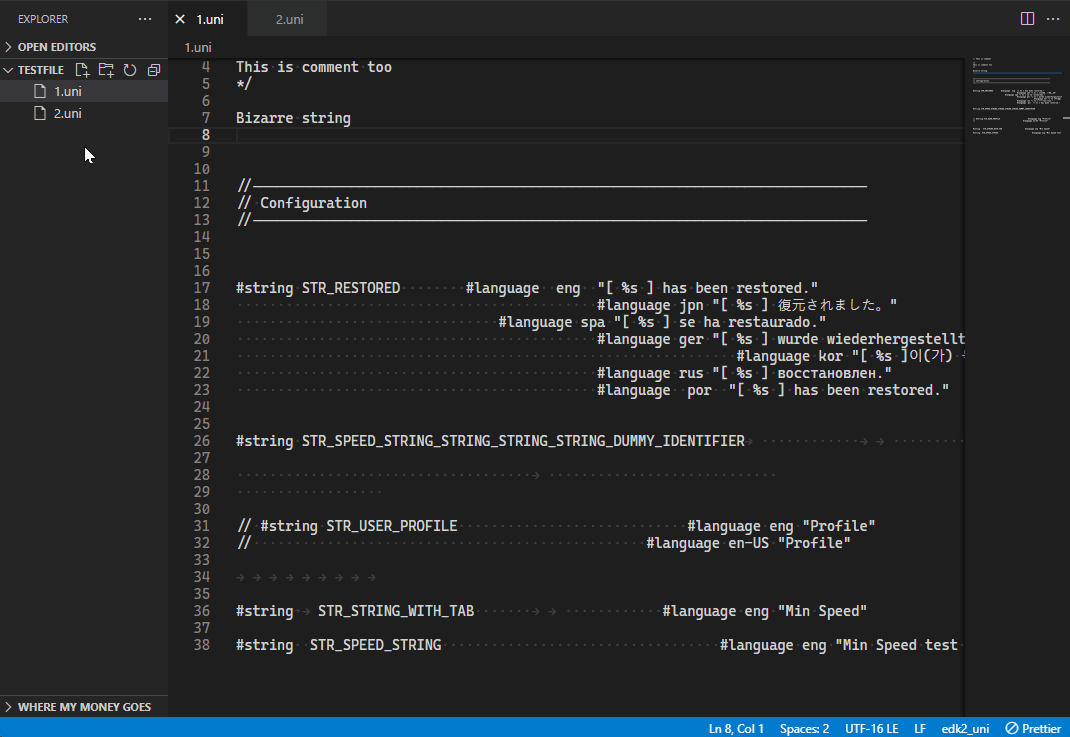 EXPLORER
OPEN EDITORS
TESTFILE
1.uni
2.uni
WHERE MY MONEY GOES
1.uni
2.uni
1.uni
4 This is comment too
5 */
6
7 Bizarre string
8
9
10
11 //
12 // Configuration
13 //
14
15
16
17 #string STR_RESTORED #language eng "[ %s ] has been restored."
18 #language jpn "[ %s ] 復元されました。"
19 #language spa "[ %s ] se ha restaurado."
20 #language ger "[ %s ] wurde wiederhergestellt
21 #language kor "[ %s ]이(가)
22 #language rus "[ %s ] восстановлен."
23 #language por "[ %s ] has been restored."
24
25
26 #string STR_SPEED_STRING_STRING_STRING_STRING_DUMMY_IDENTIFIER
27
28
29
30
31 // #string STR_USER_PROFILE #language eng "Profile"
32 // #language en-US "Profile"
33
34
35
36 #string STR_STRING_WITH_TAB #language eng "Min Speed"
37
38 #string STR_SPEED_STRING #language eng "Min Speed test
Ln 8, Col 1 Spaces: 2 UTF-16 LE LF edk2_uni Prettier